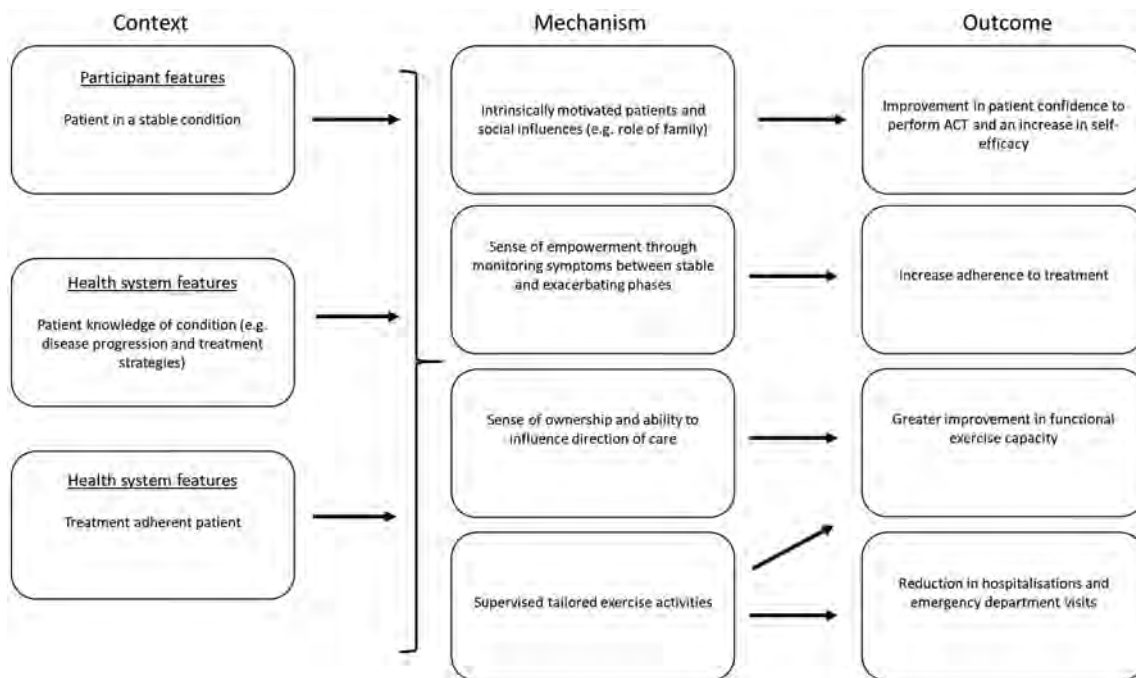 Context
Mechanism
Outcome
Participant features
Patient in a stable condition
Intrinsically motivated patients and
social influences (e.g. role of family)
Improvement in patient confidence to
perform ACT and an increase in self-
efficacy
Health system features
Patient knowledge of condition (e.g.
disease progression and treatment
strategies)
Sense of empowerment through
monitoring symptoms between stable
and exacerbating phases
Increase adherence to treatment
Health system features
Treatment adherent patient
Sense of ownership and ability to
influence direction of care
Greater improvement in functional
exercise capacity
Supervised tailored exercise activities
Reduction in hospitalisations and
emergency department visits